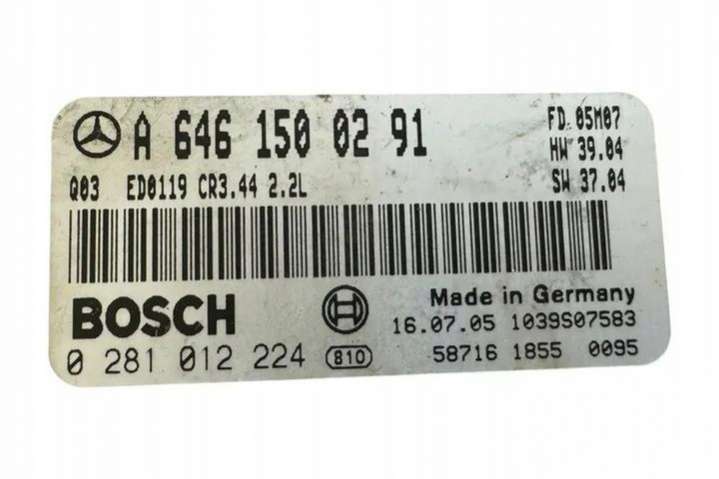 A 646 150 02 91
FD 05M07
HW 39.04
Q03 ED0119 CR3.44 2.2L
SW 37.04
BOSCH
Made in Germany
16.07.05 1039S07583
0 281 012 224 810 58716 1855 0095